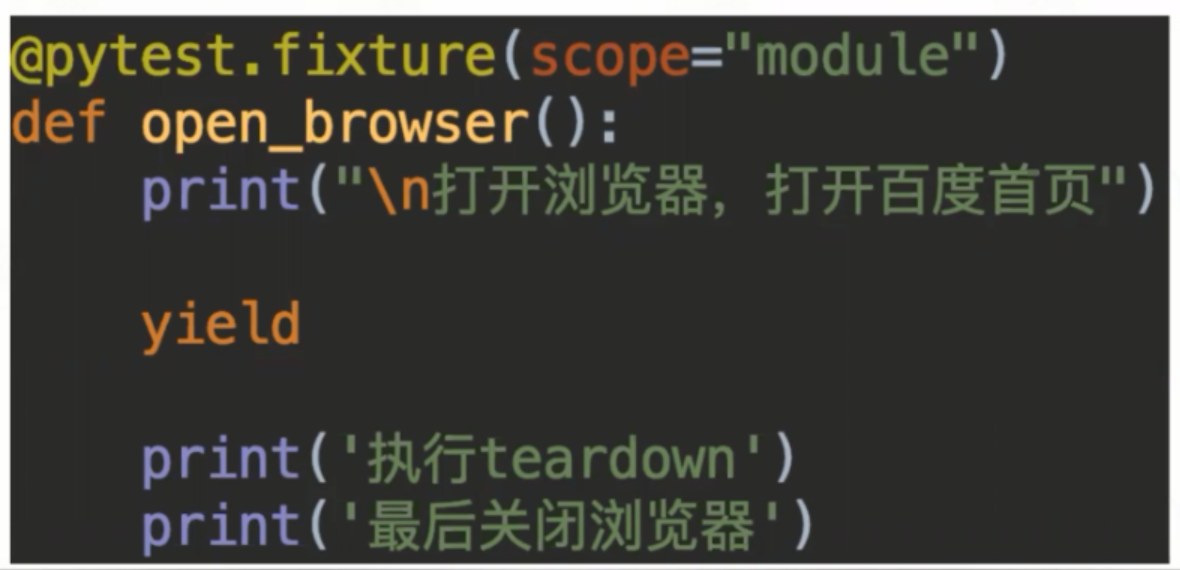 @pytest.fixture(scope="module")
def open_browser():
    print("\n打开浏览器，打开百度首页")
    yield
    print('执行teardown')
    print('最后关闭浏览器')